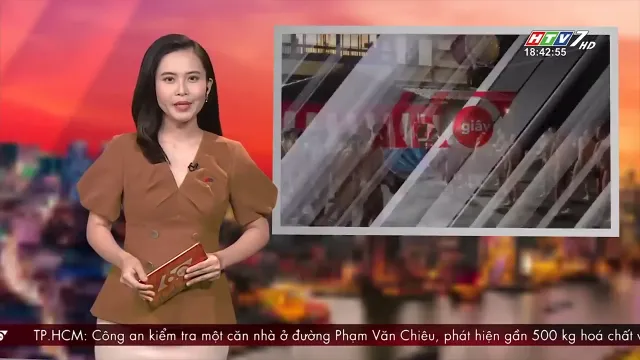 HTV7 HD
18:42:55
giây
TP.HCM: Công an kiểm tra một căn nhà ở đường Phạm Văn Chiêu, phát hiện gần 500 kg hoá chất